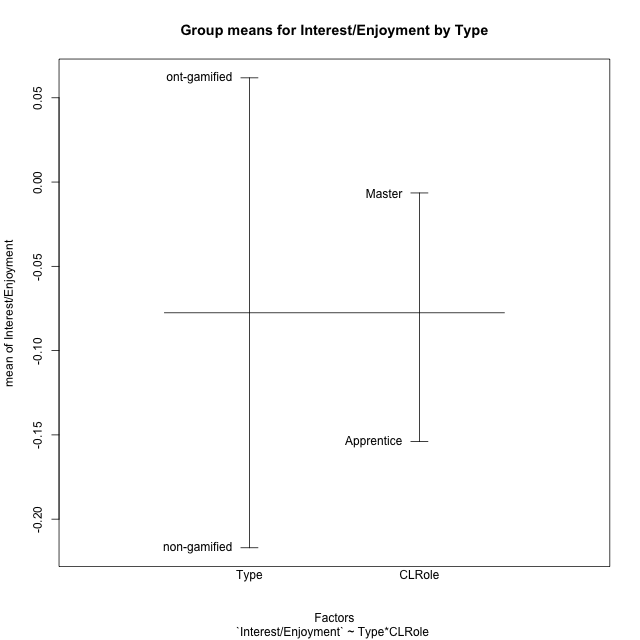 Group means for Interest/Enjoyment by Type
mean of Interest/Enjoyment
0.05
0.00
-0.05
-0.10
-0.15
-0.20
ont-gamified
Master
Apprentice
non-gamified
Type
CLRole
Factors
`Interest/Enjoyment` ~ Type*CLRole